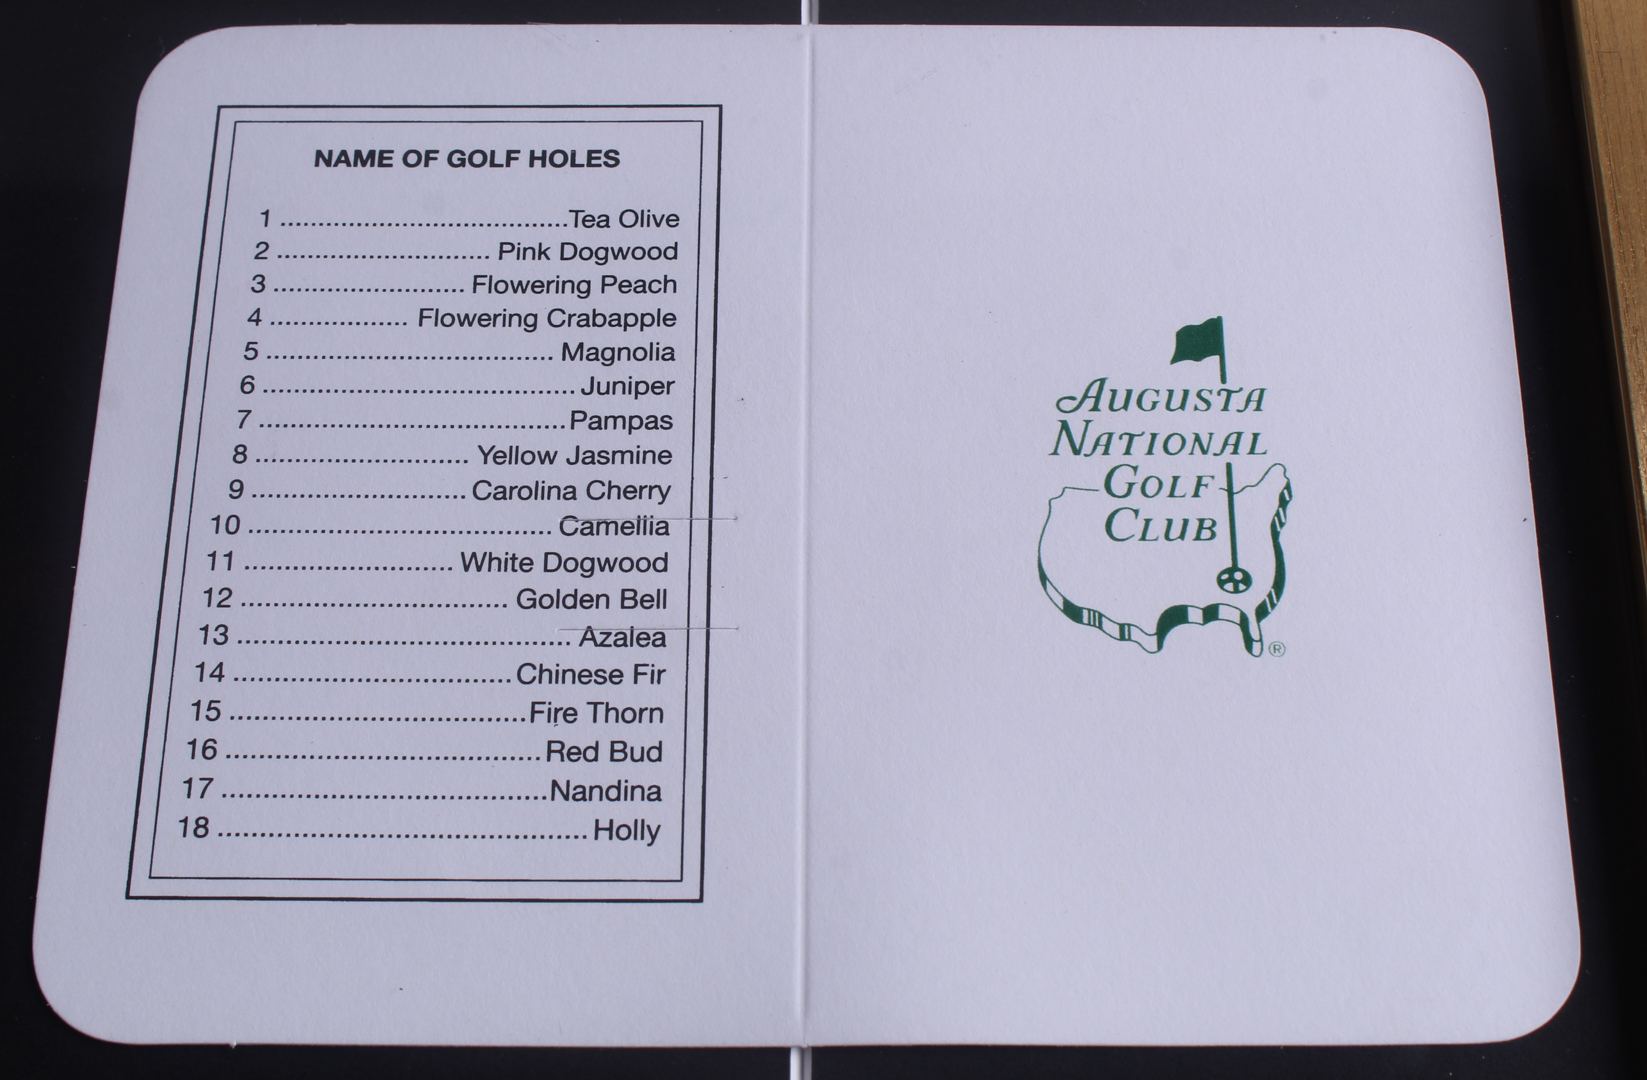 NAME OF GOLF HOLES
1 ........................................Tea Olive
2 ........................... Pink Dogwood
3 ........................ Flowering Peach
4 ................. Flowering Crabapple
5 .................................... Magnolia
6 ....................................... Juniper
7 ......................................Pampas
8 ........................... Yellow Jasmine
9 ........................... Carolina Cherry
10 ...................................... Camellia
11 .......................... White Dogwood
12 .................................. Golden Bell
13 .......................................... Azalea
14 ...................................Chinese Fir
15 .....................................Fire Thorn
16 .......................................Red Bud
17 ........................................Nandina
18 ............................................. Holly
AUGUSTA
NATIONAL
GOLF
CLUB
®